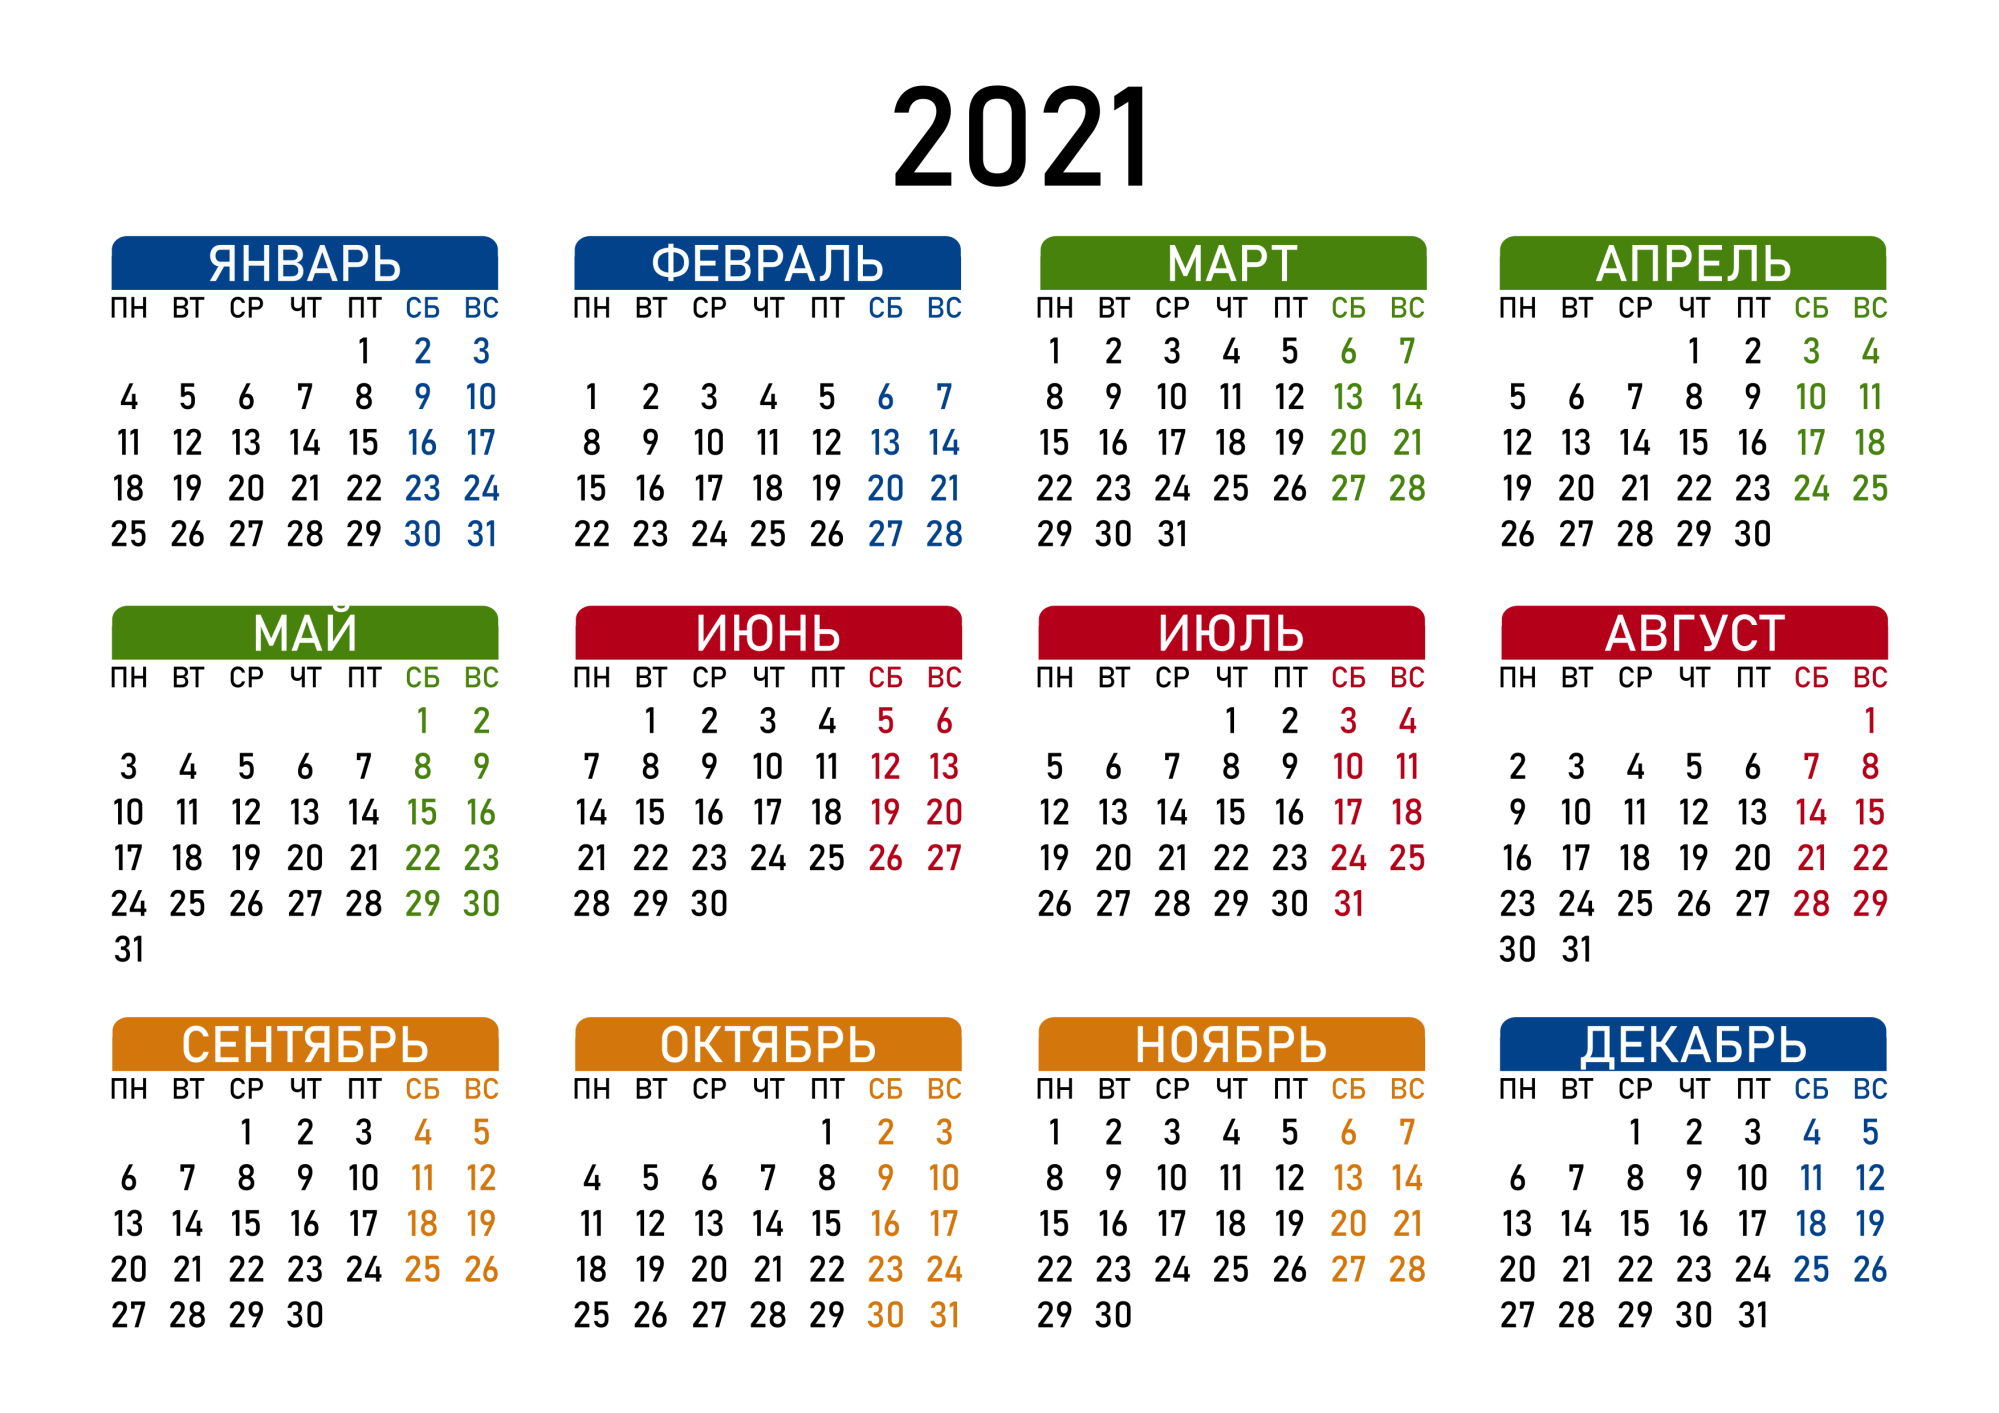 2021
ЯНВАРЬ ФЕВРАЛЬ МАРТ АПРЕЛЬ
ПН ВТ СР ЧТ ПТ СБ ВС ПН ВТ СР ЧТ ПТ СБ ВС ПН ВТ СР ЧТ ПТ СБ ВС ПН ВТ СР ЧТ ПТ СБ ВС
1 2 3 1 2 3 4 5 6 7 1 2 3 4
4 5 6 7 8 9 10 1 2 3 4 5 6 7 8 9 10 11 12 13 14 5 6 7 8 9 10 11
11 12 13 14 15 16 17 8 9 10 11 12 13 14 15 16 17 18 19 20 21 12 13 14 15 16 17 18
18 19 20 21 22 23 24 15 16 17 18 19 20 21 22 23 24 25 26 27 28 19 20 21 22 23 24 25
25 26 27 28 29 30 31 22 23 24 25 26 27 28 29 30 31 26 27 28 29 30
МАЙ ИЮНЬ ИЮЛЬ АВГУСТ
ПН ВТ СР ЧТ ПТ СБ ВС ПН ВТ СР ЧТ ПТ СБ ВС ПН ВТ СР ЧТ ПТ СБ ВС ПН ВТ СР ЧТ ПТ СБ ВС
1 2 1 2 3 4 5 6 1 2 3 4 1
3 4 5 6 7 8 9 7 8 9 10 11 12 13 5 6 7 8 9 10 11 2 3 4 5 6 7 8
10 11 12 13 14 15 16 14 15 16 17 18 19 20 12 13 14 15 16 17 18 9 10 11 12 13 14 15
17 18 19 20 21 22 23 21 22 23 24 25 26 27 19 20 21 22 23 24 25 16 17 18 19 20 21 22
24 25 26 27 28 29 30 28 29 30 26 27 28 29 30 31 23 24 25 26 27 28 29
31 30 31
СЕНТЯБРЬ ОКТЯБРЬ НОЯБРЬ ДЕКАБРЬ
ПН ВТ СР ЧТ ПТ СБ ВС ПН ВТ СР ЧТ ПТ СБ ВС ПН ВТ СР ЧТ ПТ СБ ВС ПН ВТ СР ЧТ ПТ СБ ВС
1 2 3 4 5 1 2 3 1 2 3 4 5 6 7 1 2 3 4 5
6 7 8 9 10 11 12 4 5 6 7 8 9 10 8 9 10 11 12 13 14 6 7 8 9 10 11 12
13 14 15 16 17 18 19 11 12 13 14 15 16 17 15 16 17 18 19 20 21 13 14 15 16 17 18 19
20 21 22 23 24 25 26 18 19 20 21 22 23 24 22 23 24 25 26 27 28 20 21 22 23 24 25 26
27 28 29 30 25 26 27 28 29 30 31 29 30 27 28 29 30 31